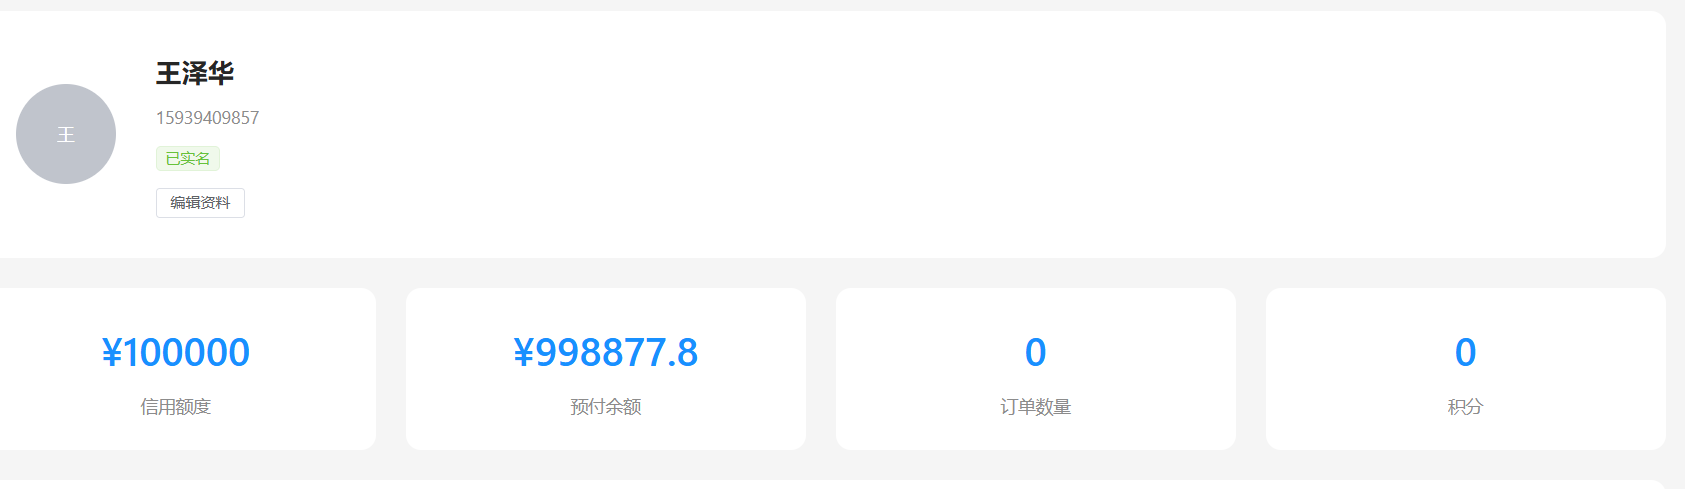 王泽华
王
15939409857
已实名
编辑资料
¥100000
¥998877.8
0
0
信用额度
预付余额
订单数量
积分